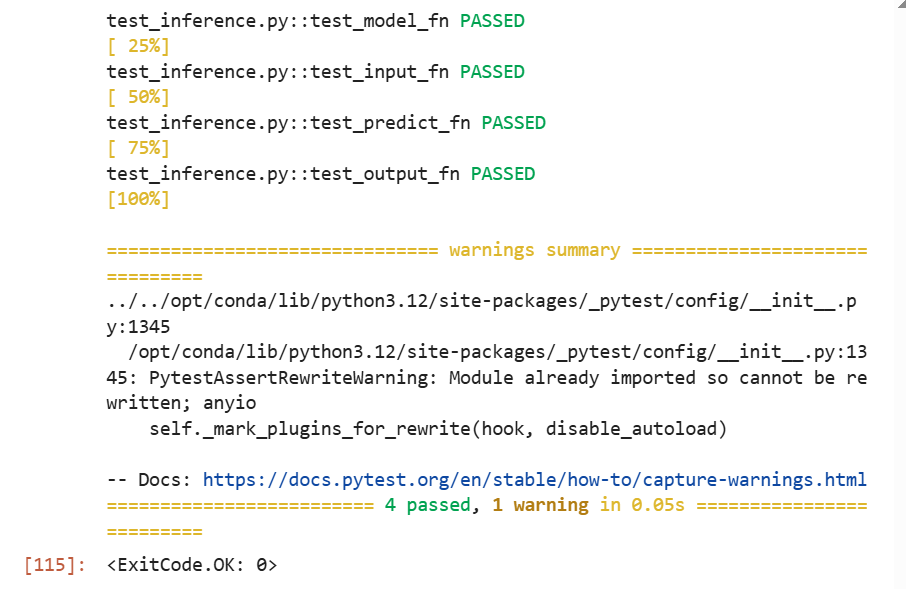 test_inference.py::test_model_fn PASSED
[ 25%]
test_inference.py::test_input_fn PASSED
[ 50%]
test_inference.py::test_predict_fn PASSED
[ 75%]
test_inference.py::test_output_fn PASSED
[100%]
=============================== warnings summary ======================
=========
../../opt/conda/lib/python3.12/site-packages/_pytest/config/__init__.p
y:1345
  /opt/conda/lib/python3.12/site-packages/_pytest/config/__init__.py:13
45: PytestAssertRewriteWarning: Module already imported so cannot be re
written; anyio
    self._mark_plugins_for_rewrite(hook, disable_autoload)
-- Docs: https://docs.pytest.org/en/stable/how-to/capture-warnings.html
========================= 4 passed, 1 warning in 0.05s ================
=========
[115]: <ExitCode.OK: 0>